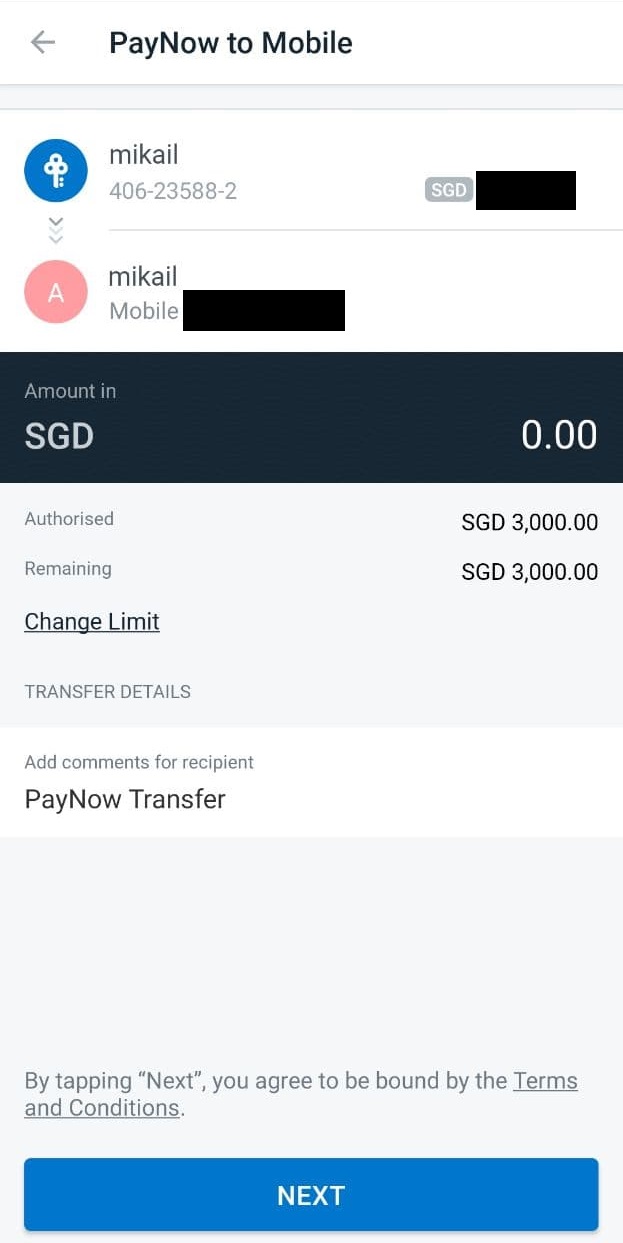 PayNow to Mobile
mikail
406-23588-2 SGD
mikail
A
Mobile
Amount in
SGD 0.00
Authorised SGD 3,000.00
Remaining SGD 3,000.00
Change Limit
TRANSFER DETAILS
Add comments for recipient
PayNow Transfer
By tapping “Next”, you agree to be bound by the Terms
and Conditions.
NEXT